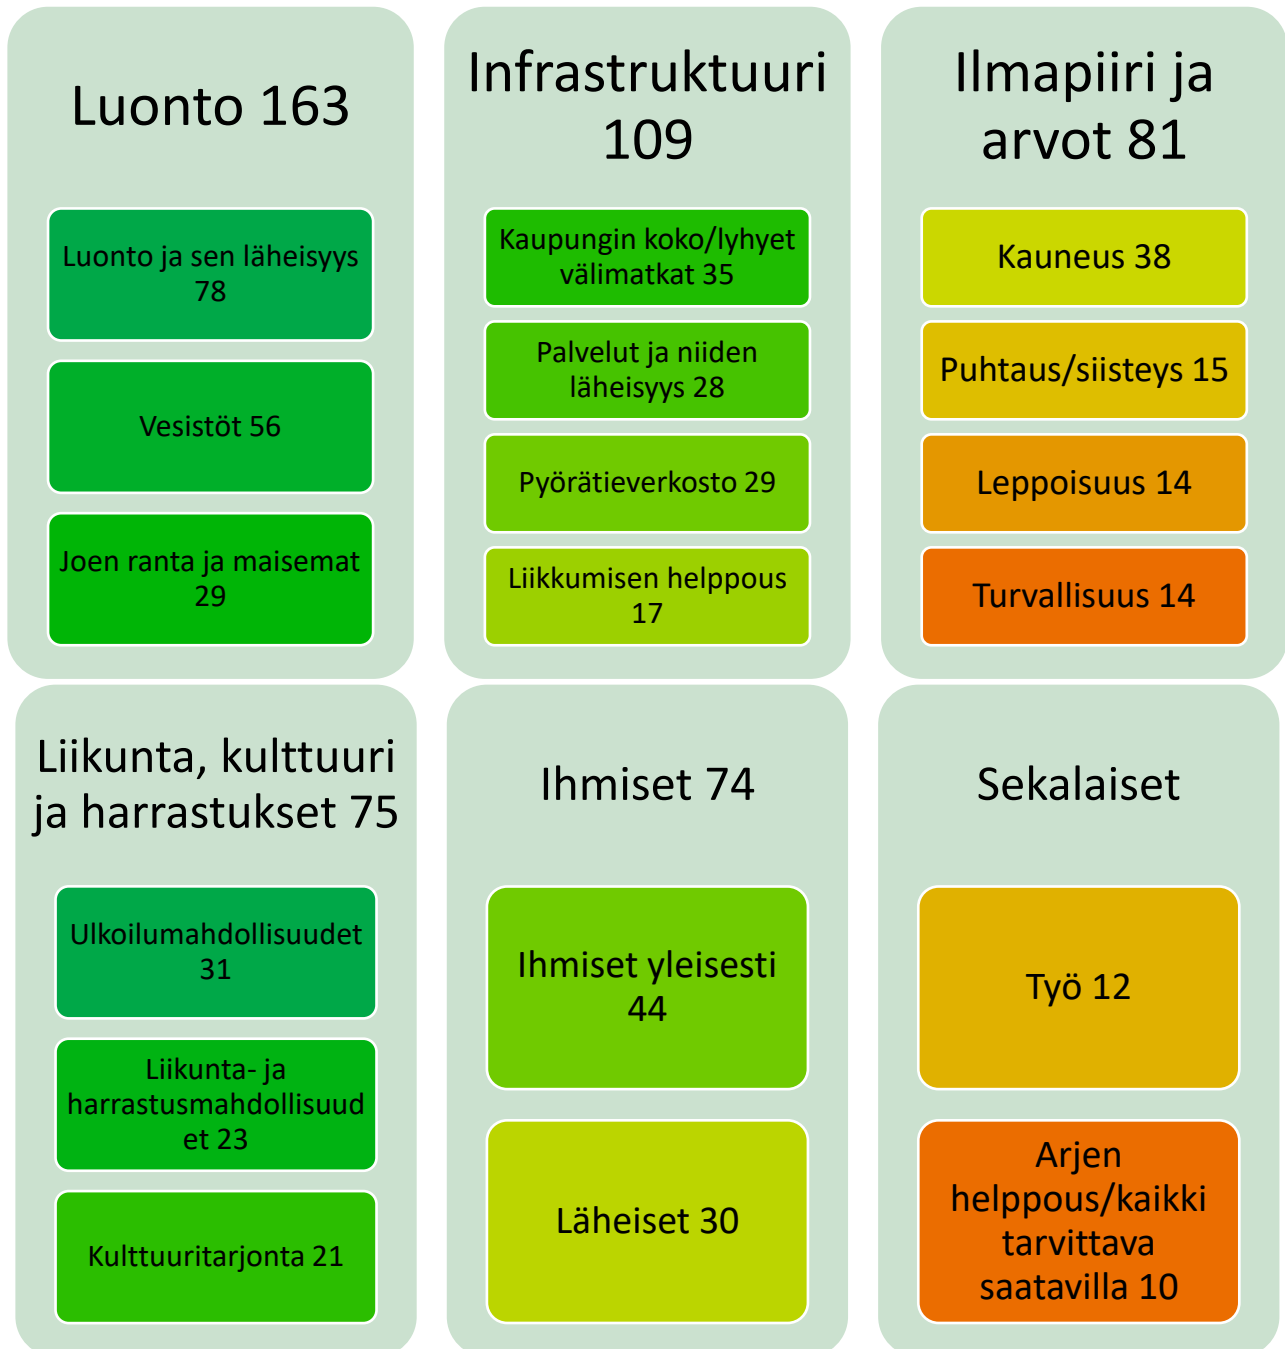 Luonto 163
Luonto ja sen läheisyys
78
Vesistöt 56
Joen ranta ja maisemat
29
Infrastruktuuri
109
Kaupungin koko/lyhyet
välimatkat 35
Palvelut ja niiden
läheisyys 28
Pyörätieverkosto 29
Liikkumisen helppous
17
Ilmapiiri ja
arvot 81
Kauneus 38
Puhtaus/siisteys 15
Leppoisuus 14
Turvallisuus 14
Liikunta, kulttuuri
ja harrastukset 75
Ulkoilumahdollisuudet
31
Liikunta- ja
harrastusmahdollisuud
et 23
Kulttuuritarjonta 21
Ihmiset 74
Ihmiset yleisesti
44
Läheiset 30
Sekalaiset
Työ 12
Arjen
helppous/kaikki
tarvittava
saatavilla 10